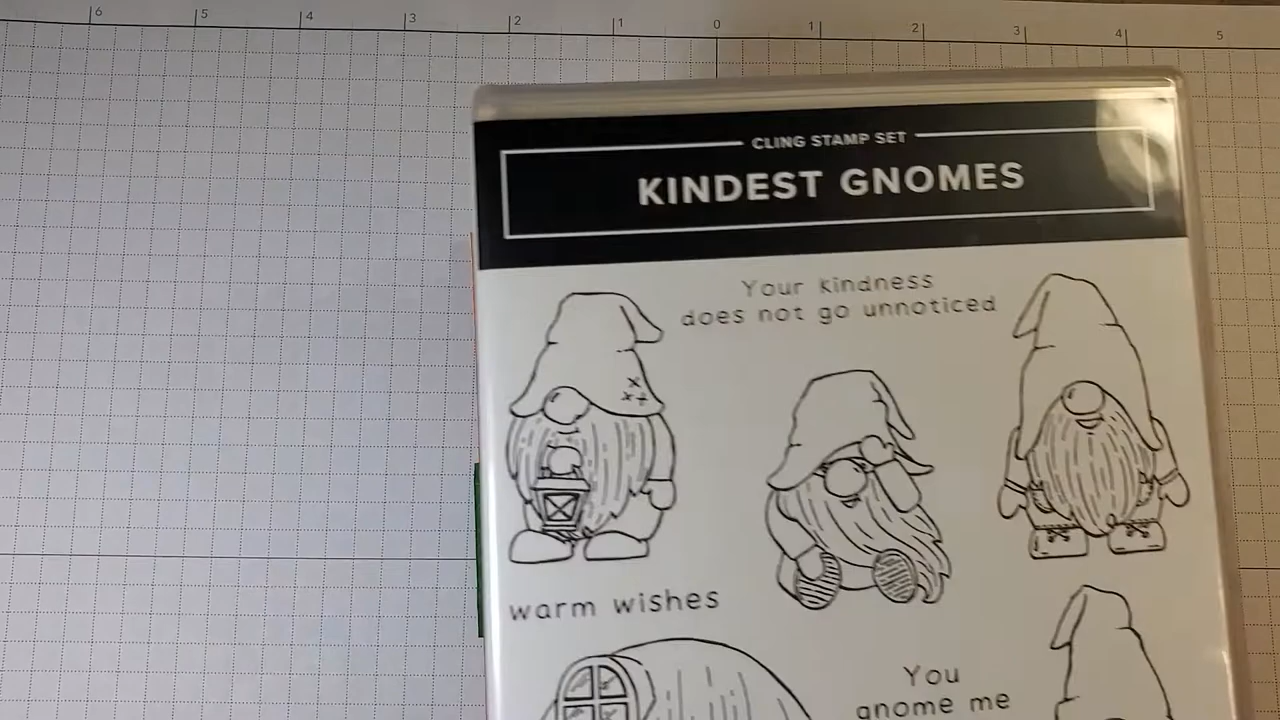 6 5 4 3 2 1 0 1 2 3 4 5
CLING STAMP SET
KINDEST GNOMES
Your kindness
does not go unnoticed
warm wishes
You
gnome me